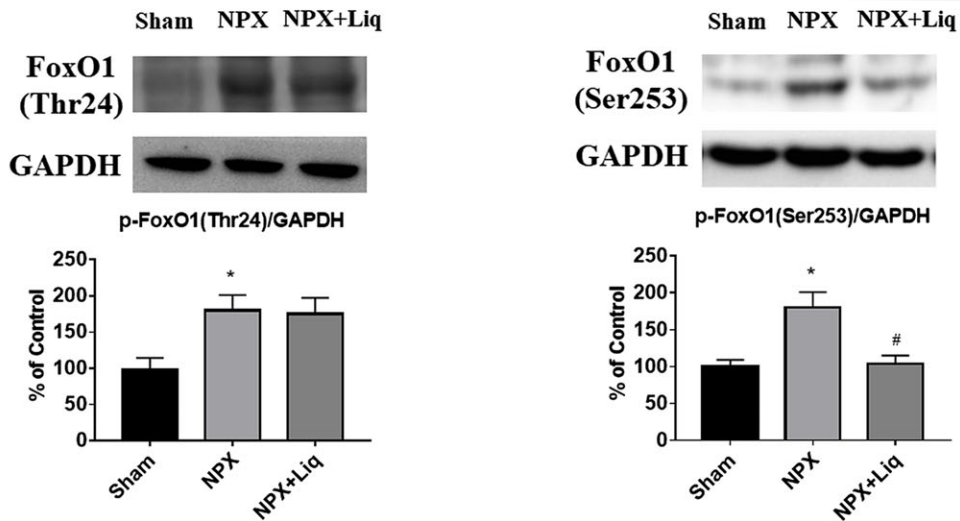 Sham NPX NPX+Liq
FoxO1
(Thr24)
GAPDH
p-FoxO1(Thr24)/GAPDH
% of Control
250
200
150
100
50
0
*
Sham
NPX
NPX+Liq
Sham NPX NPX+Liq
FoxO1
(Ser253)
GAPDH
p-FoxO1(Ser253)/GAPDH
% of Control
250
200
150
100
50
0
*
#
Sham
NPX
NPX+Liq